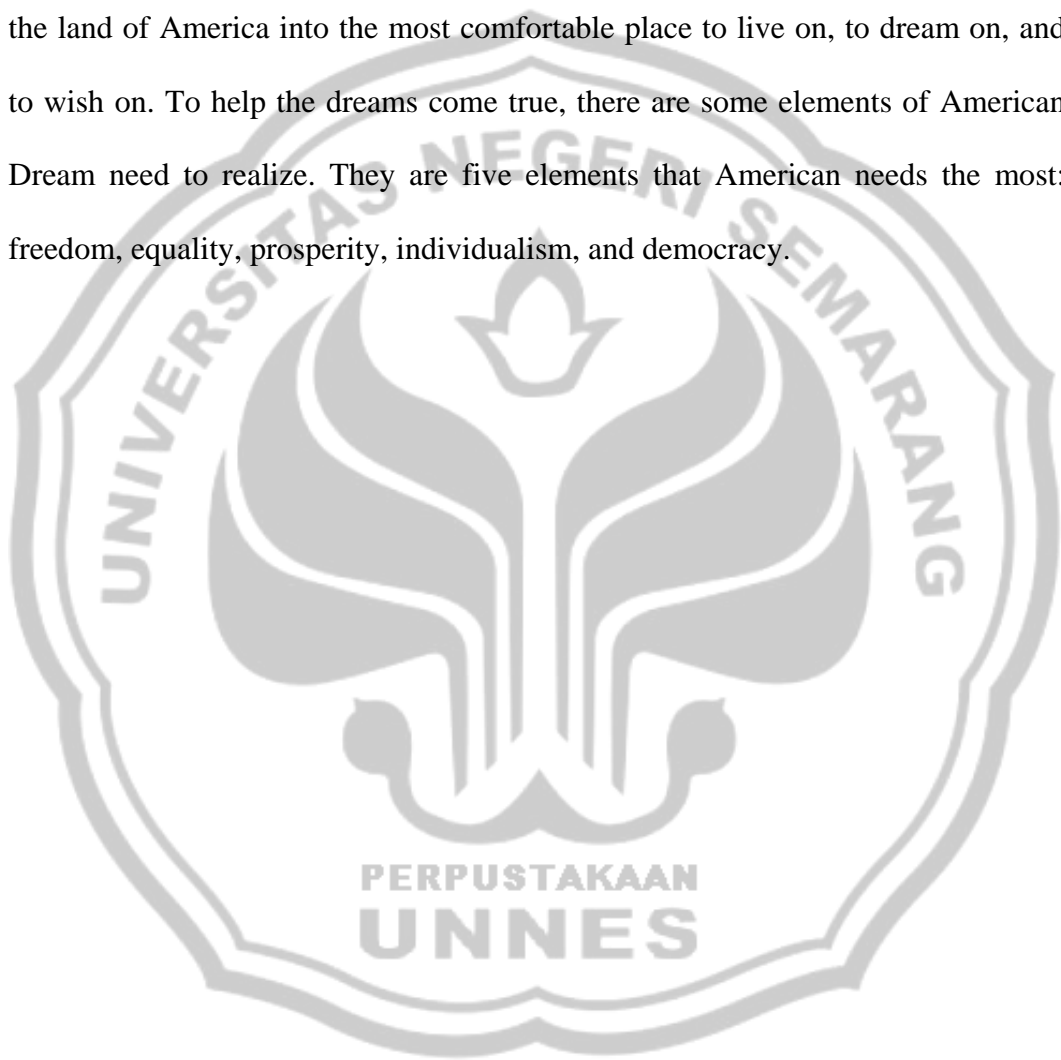 the land of America into the most comfortable place to live on, to dream on, and
to wish on. To help the dreams come true, there are some elements of American
Dream need to realize. They are five elements that American needs the most:
freedom, equality, prosperity, individualism, and democracy.
UNIVERSITAS NEGERI SEMARANG
PERPUSTAKAAN
UNNES